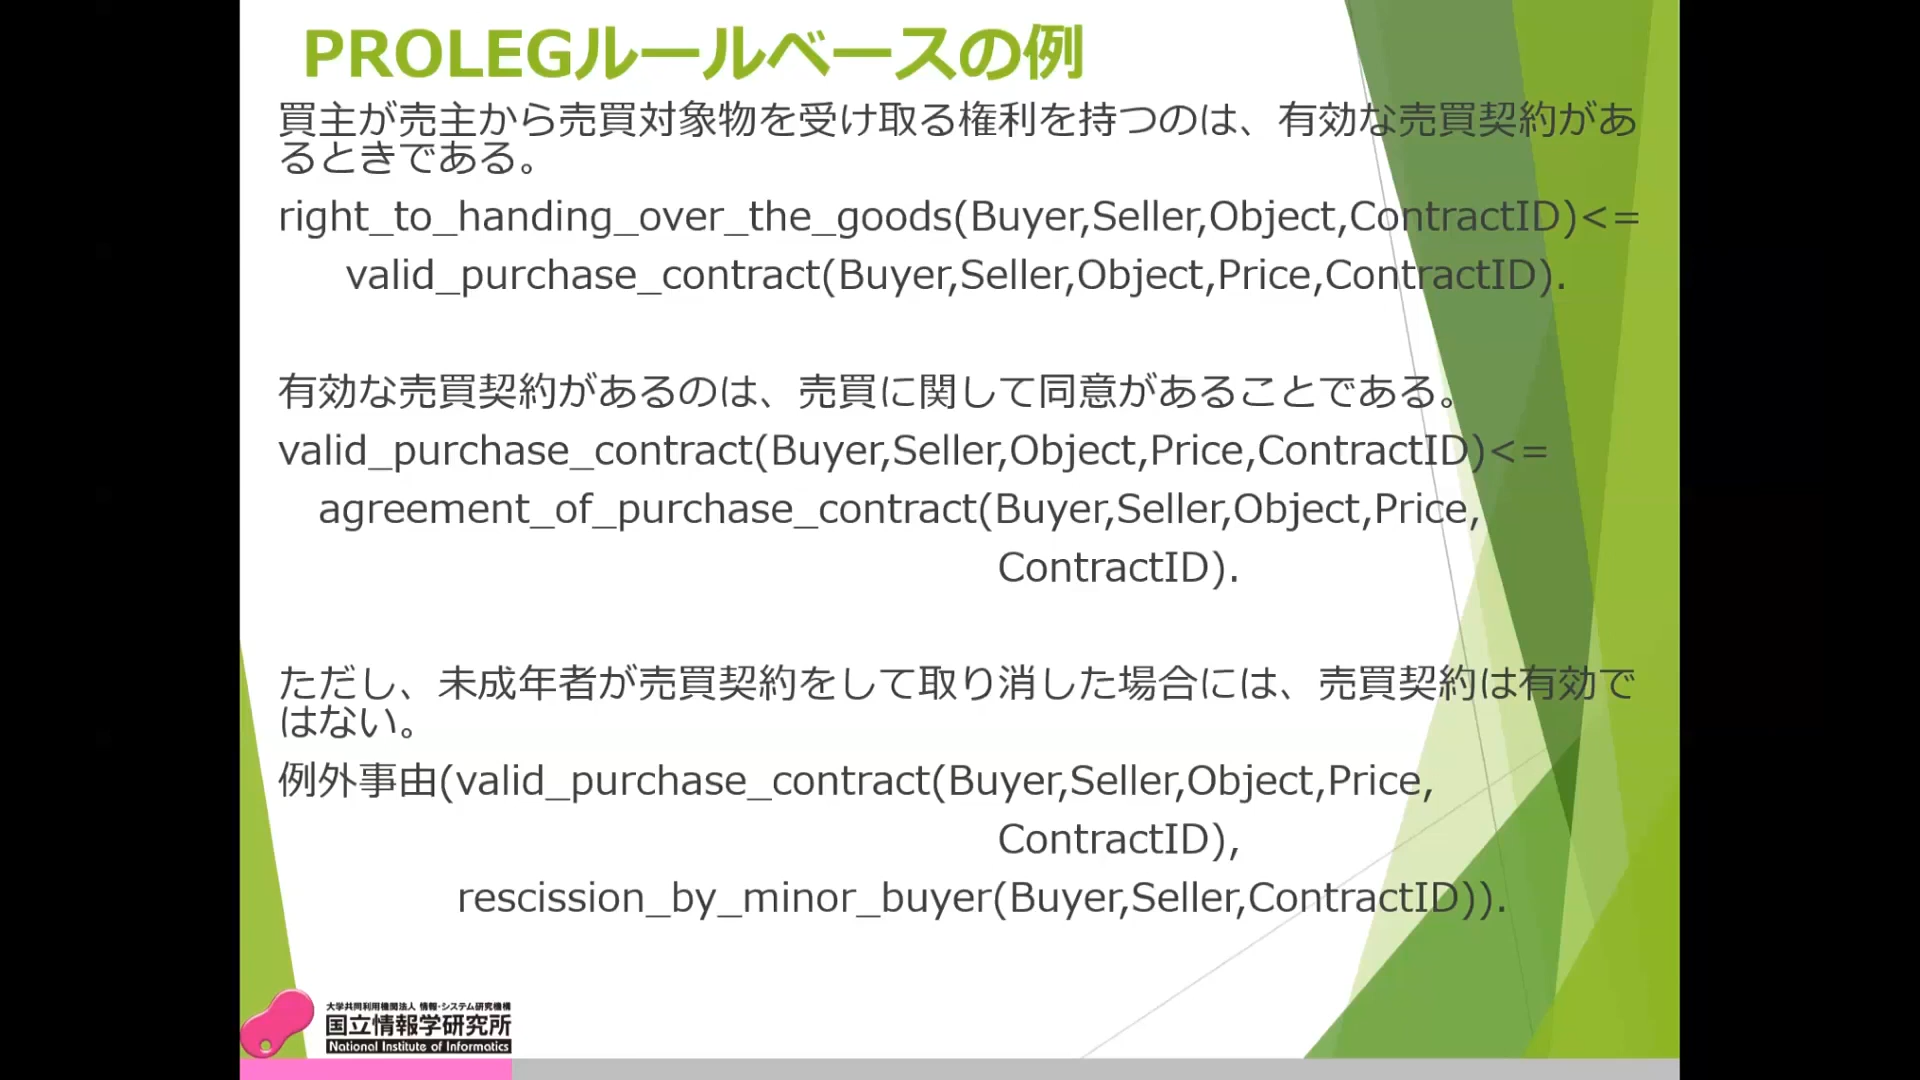 PROLEGルールベースの例
買主が売主から売買対象物を受け取る権利を持つのは、有効な売買契約があ
るときである。
right_to_handing_over_the_goods(Buyer,Seller,Object,ContractID)<=
valid_purchase_contract(Buyer,Seller,Object,Price,ContractID).
有効な売買契約があるのは、売買に関して同意があることである。
valid_purchase_contract(Buyer,Seller,Object,Price,ContractID)<=
agreement_of_purchase_contract(Buyer,Seller,Object,Price,
ContractID).
ただし、未成年者が売買契約をして取り消した場合には、売買契約は有効で
はない。
例外事由(valid_purchase_contract(Buyer,Seller,Object,Price,
ContractID),
rescission_by_minor_buyer(Buyer,Seller,ContractID)).
大学共同利用機関法人 情報・システム研究機構
国立情報学研究所
National Institute of Informatics